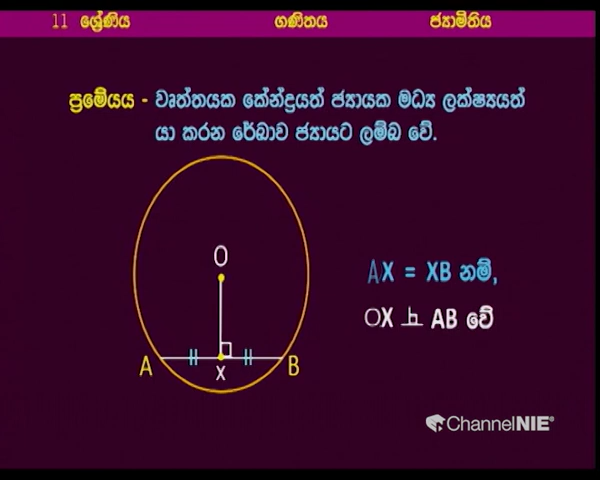 11 ශ්‍රේණිය ගණිතය ජ්‍යාමිතිය
ප්‍රමේයය - වෘත්තයක කේන්ද්‍රයත් ජ්‍යායක මධ්‍ය ලක්ෂ්‍යයත්
යා කරන රේඛාව ජ්‍යායට ලම්බ වේ.
O
AX = XB නම්,
OX ⊥ AB වේ
A X B
ChannelNIE